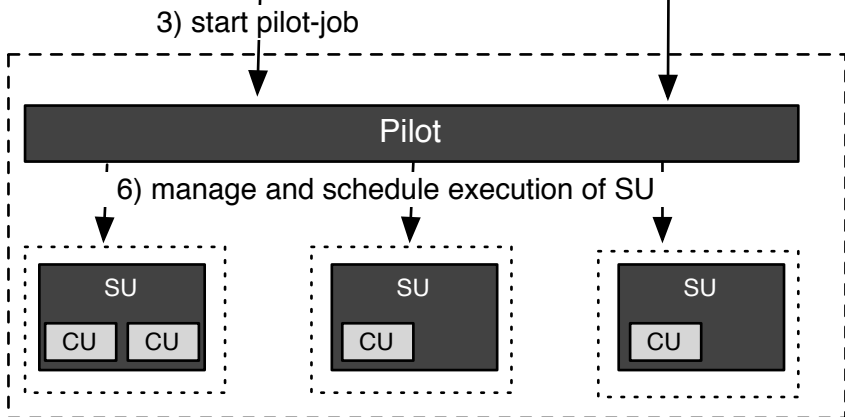 3) start pilot-job
Pilot
6) manage and schedule execution of SU
SU
SU
SU
CU
CU
CU
CU